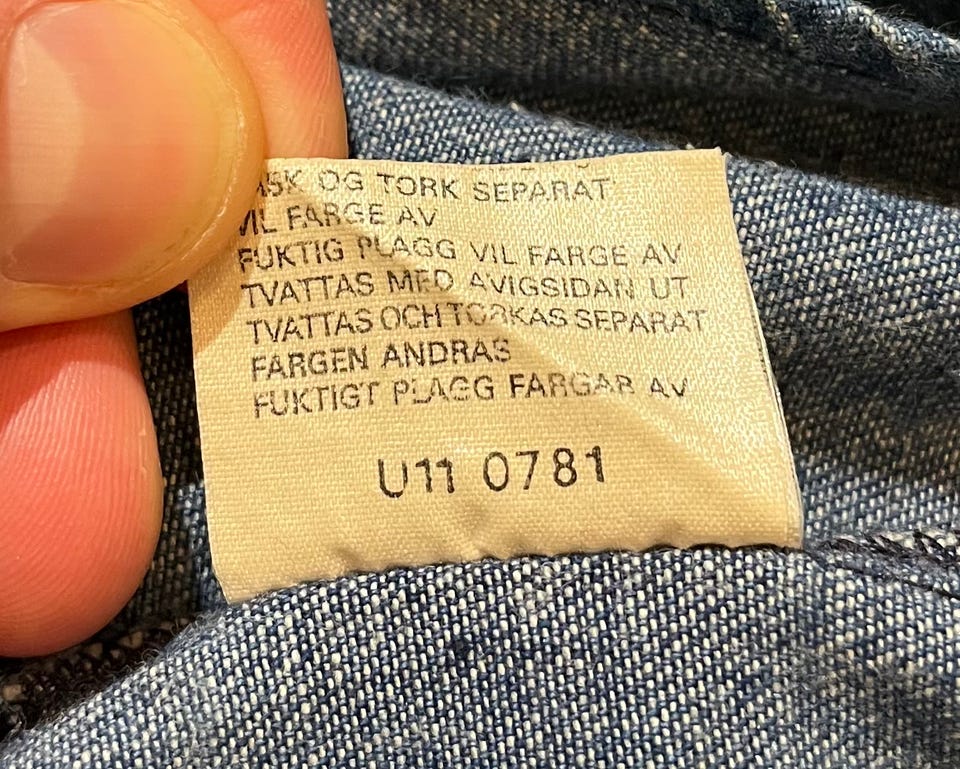 OG TORK SEPARAT
VIL FARGE AV
FUKTIG PLAGG VIL FARGE AV
TVATTAS MED AVIGSIDAN UT
TVATTAS OCH TORKAS SEPARAT
FARGEN ANDRAS
FUKTIGT PLAGG FARGAR AV
U11 0781